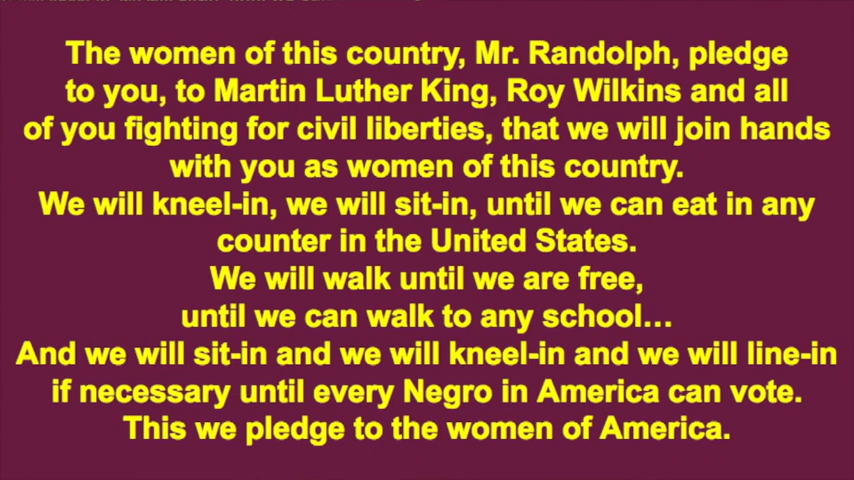 The women of this country, Mr. Randolph, pledge
to you, to Martin Luther King, Roy Wilkins and all
of you fighting for civil liberties, that we will join hands
with you as women of this country.
We will kneel-in, we will sit-in, until we can eat in any
counter in the United States.
We will walk until we are free,
until we can walk to any school...
And we will sit-in and we will kneel-in and we will line-in
if necessary until every Negro in America can vote.
This we pledge to the women of America.